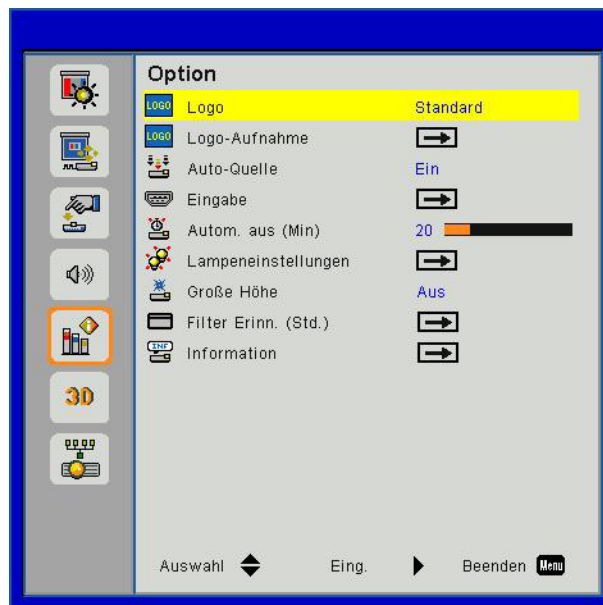 Option
LOGO Logo Standard
LOGO Logo-Aufnahme
Auto-Quelle Ein
Eingabe
Autom. aus (Min) 20
Lampeneinstellungen
Große Höhe Aus
Filter Erinn. (Std.)
INF Information
3D
Auswahl Eing. Beenden Menu